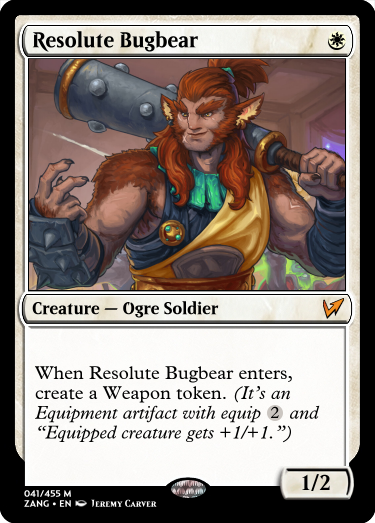 Resolute Bugbear
Creature — Ogre Soldier
When Resolute Bugbear enters,
create a Weapon token. (It's an
Equipment artifact with equip 2 and
“Equipped creature gets +1/+1.”)
1/2
041/455 M
ZANG • EN Jeremy Carver